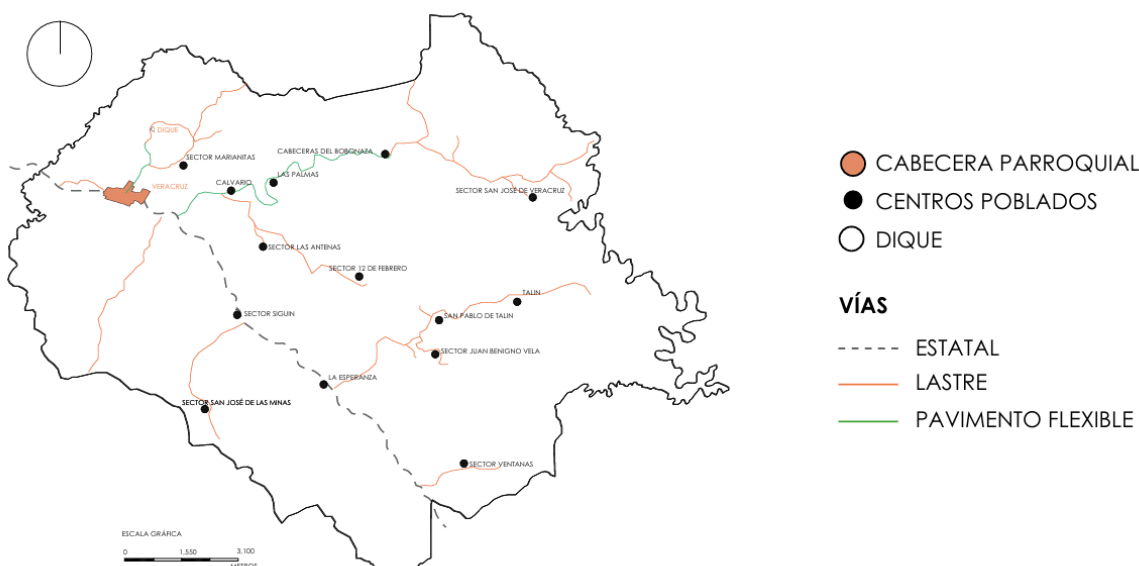 DIQUE
SECTOR MARIANITAS
CABECERAS DEL BOBONAZA
VERACRUZ
CALVARIO
LAS PALMAS
SECTOR SAN JOSÉ DE VERACRUZ
SECTOR LAS ANTENAS
SECTOR 12 DE FEBRERO
TALIN
SECTOR SIGUIN
SAN PABLO DE TALIN
SECTOR JUAN BENIGNO VELA
LA ESPERANZA
SECTOR SAN JOSÉ DE LAS MINAS
SECTOR VENTANAS
ESCALA GRÁFICA
0 1,550 3,100
METROS
CABECERA PARROQUIAL
CENTROS POBLADOS
DIQUE
VÍAS
ESTATAL
LASTRE
PAVIMENTO FLEXIBLE